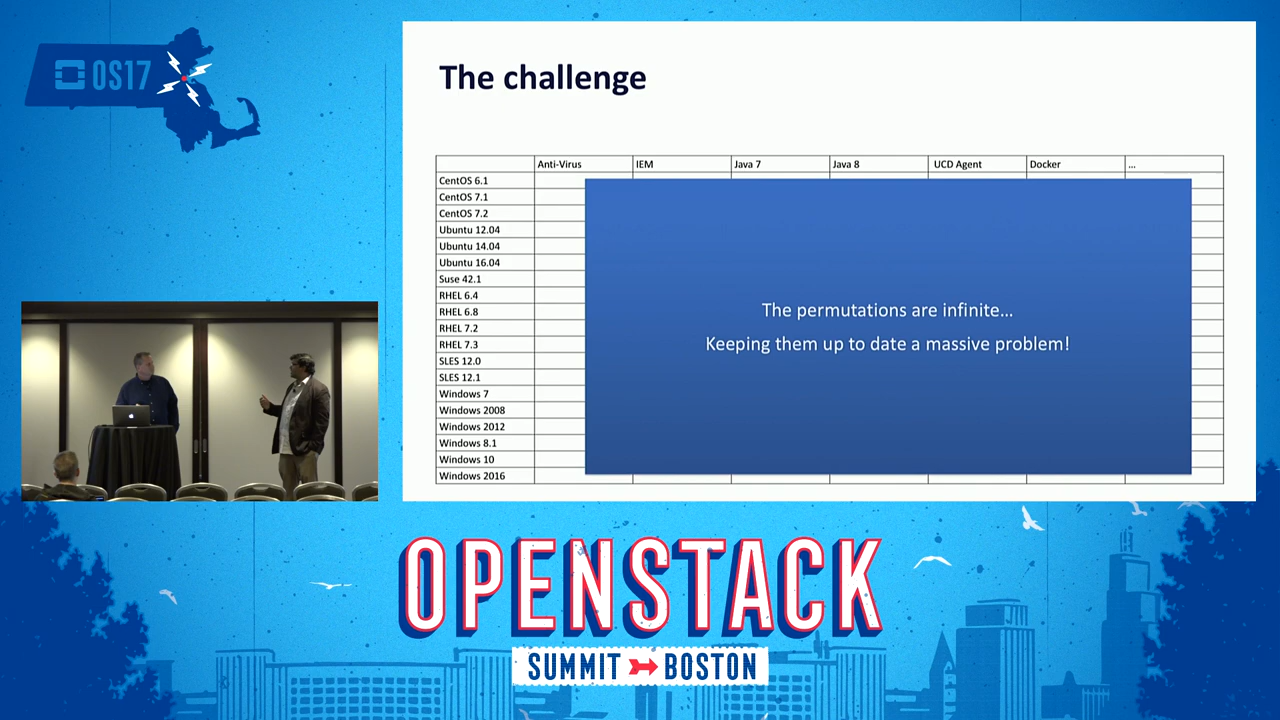 OS17
The challenge
Anti-Virus IEM Java 7 Java 8 UCD Agent Docker ...
CentOS 6.1
CentOS 7.1
CentOS 7.2
Ubuntu 12.04
Ubuntu 14.04
Ubuntu 16.04
Suse 42.1
RHEL 6.4
RHEL 6.8
RHEL 7.2
RHEL 7.3
SLES 12.0
SLES 12.1
Windows 7
Windows 2008
Windows 2012
Windows 8.1
Windows 10
Windows 2016
The permutations are infinite...
Keeping them up to date a massive problem!
OPENSTACK
SUMMIT BOSTON